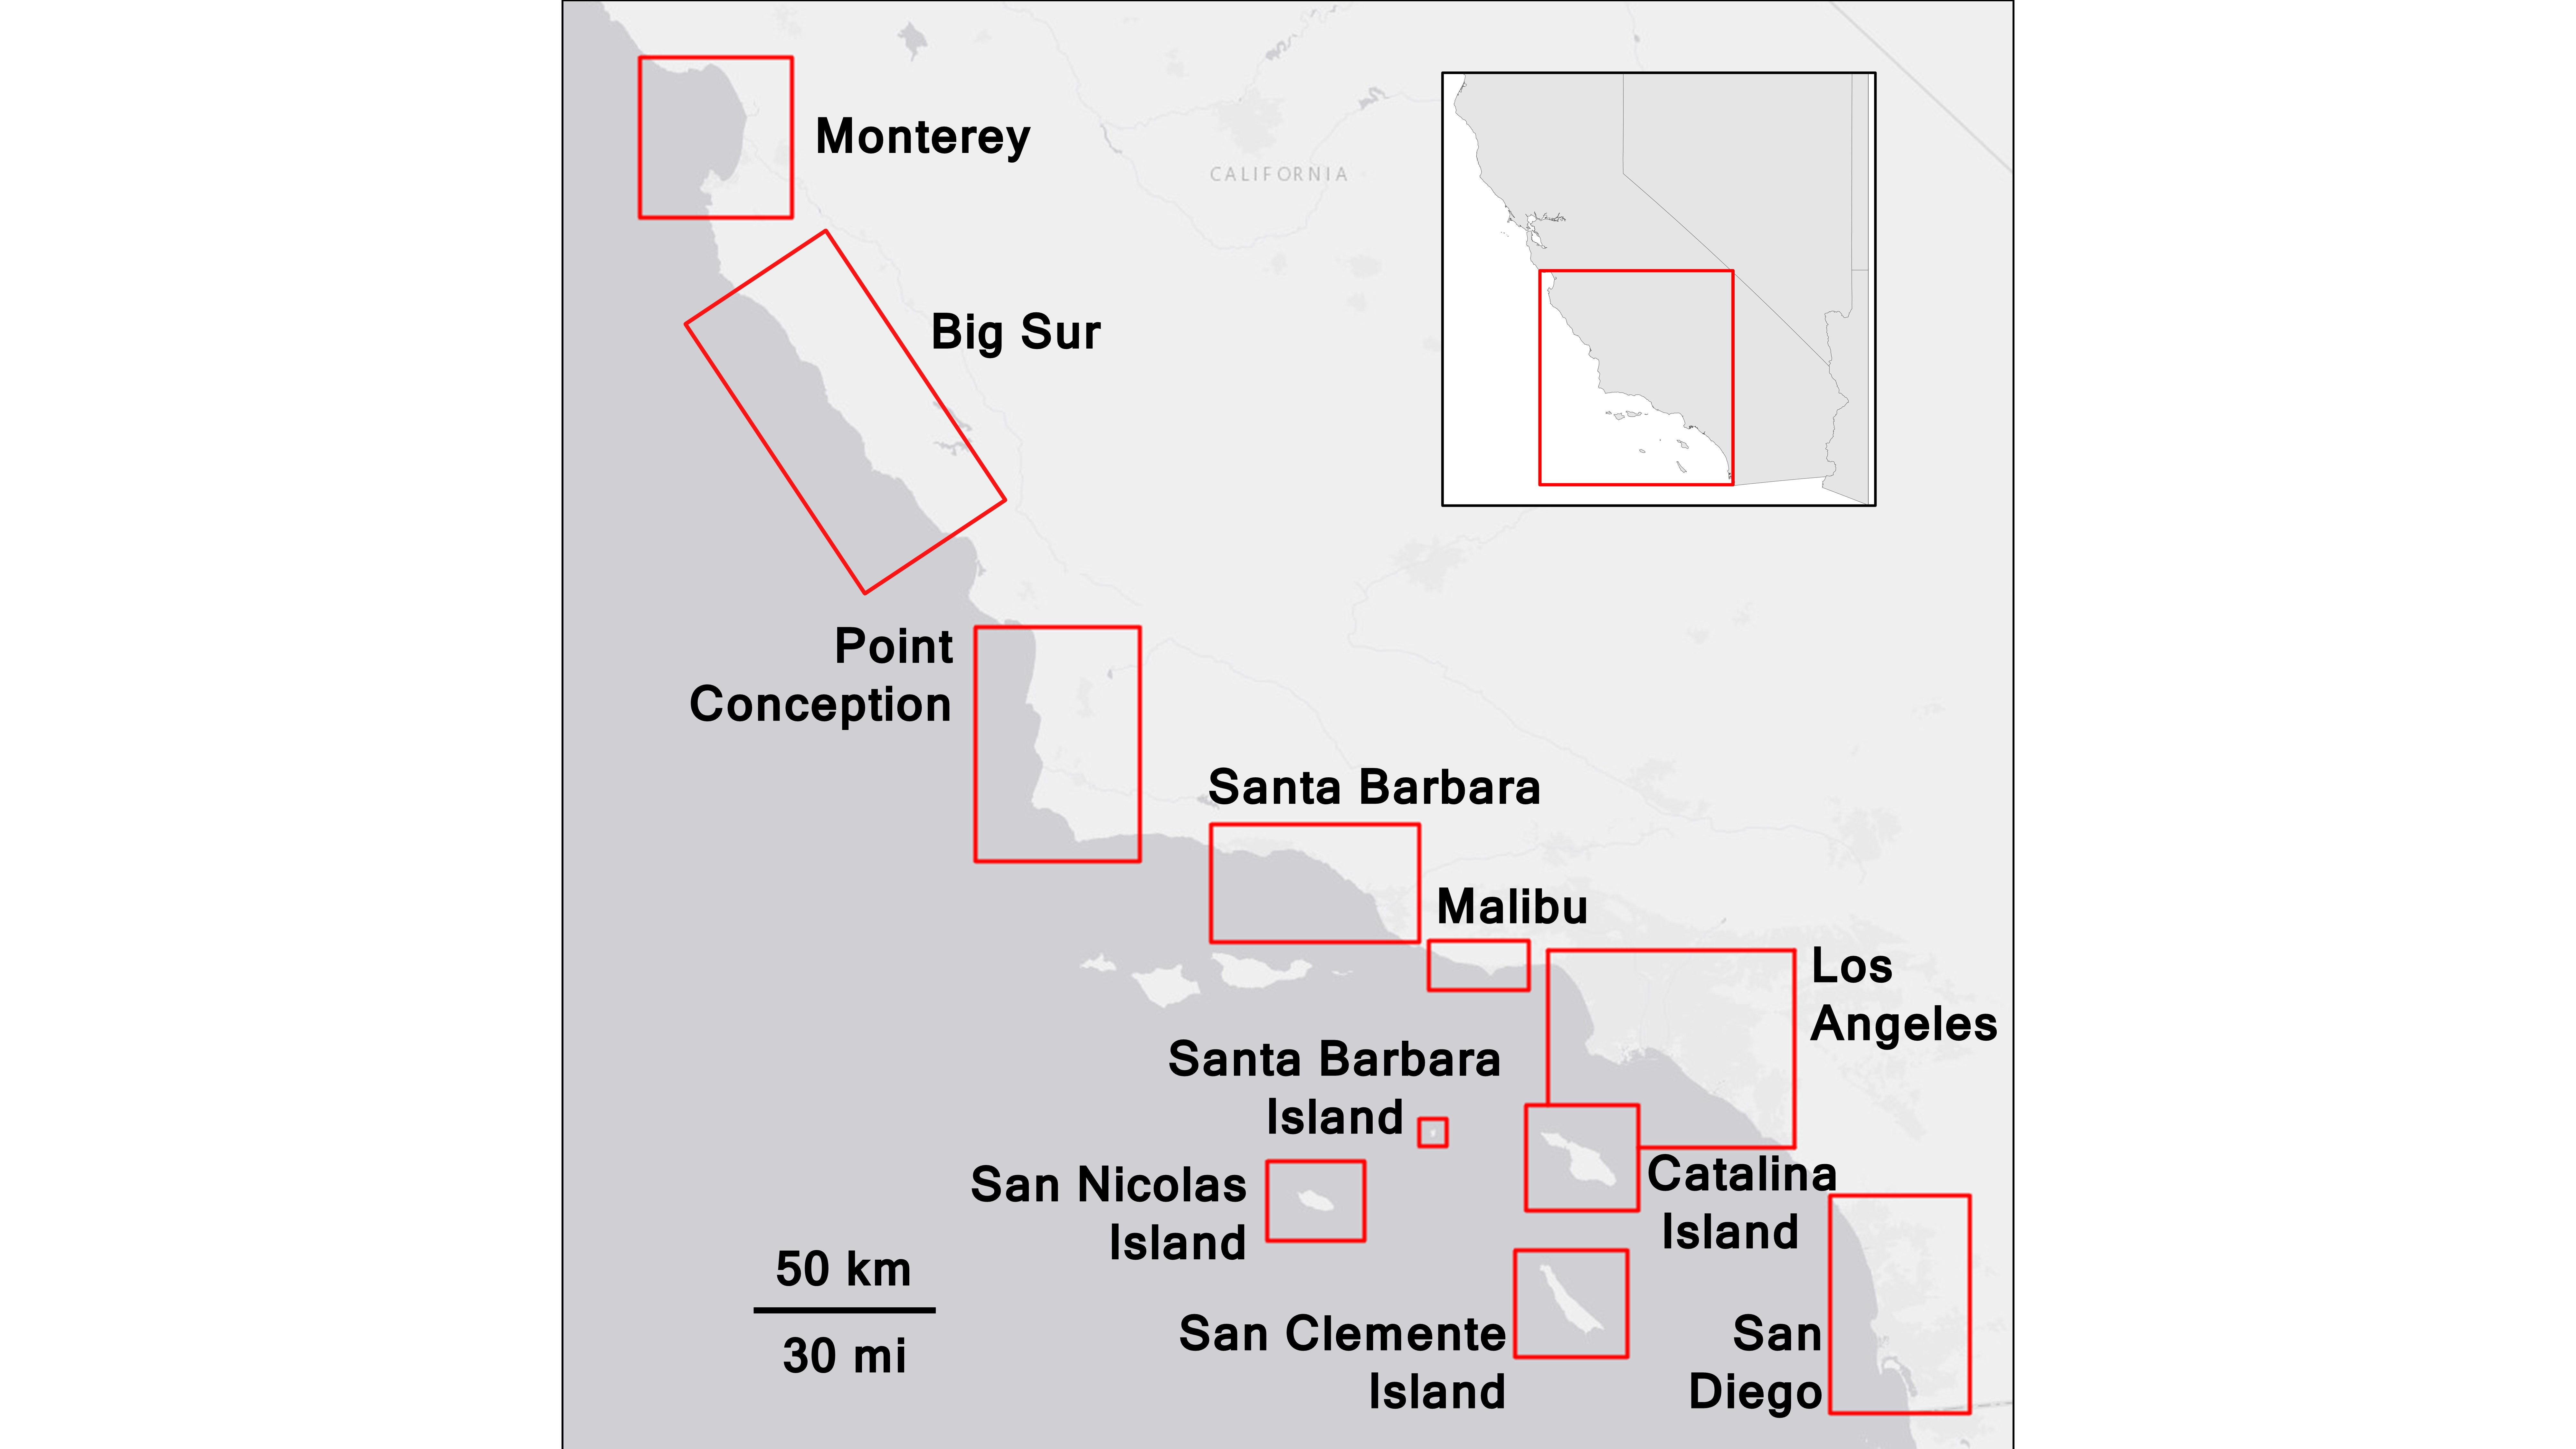 Monterey
CALIFORNIA
Big Sur
Point
Conception
Santa Barbara
Malibu
Los
Angeles
Santa Barbara
Island
San Nicolas
Island
Catalina
Island
50 km
30 mi
San Clemente
Island
San
Diego